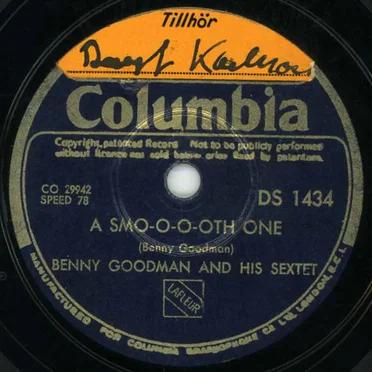 Tillhör
Columbia
Copyright, patented Record Not to be publicly performed
without licence nor sold below price fixed by patentees.
CO 29942
SPEED 78
DS 1434
A SMO-O-O-OTH ONE
(Benny Goodman)
BENNY GOODMAN AND HIS SEXTET
LAFLEUR
MANUFACTURED FOR COLUMBIA GRAMOPHONE Cº LTD. LONDON, E.C.1.